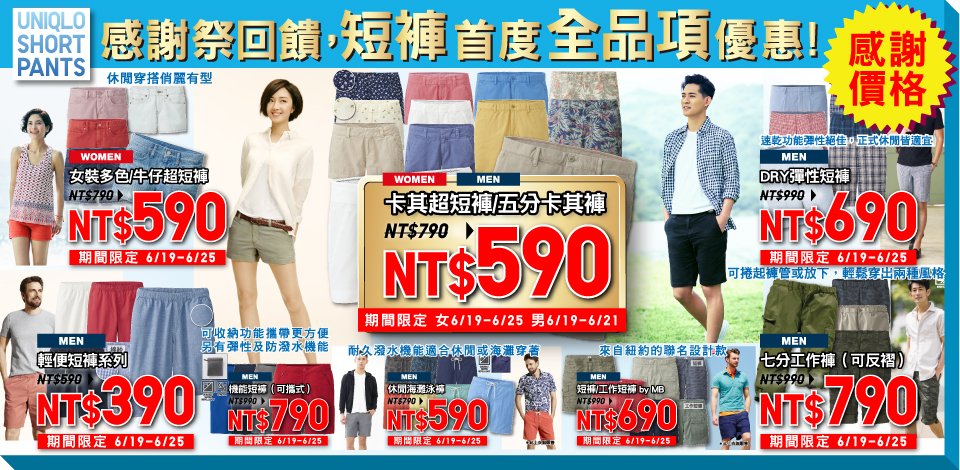 UNIQLO
SHORT
PANTS
感謝祭回饋,短褲首度全品項優惠!
感謝
價格
休閒穿搭俏麗有型
WOMEN
女裝多色/牛仔超短褲
NT$790
NT$590
期間限定 6/19-6/25
WOMEN MEN
卡其超短褲/五分卡其褲
NT$790
NT$590
期間限定 女6/19-6/25 男6/19-6/21
速乾功能彈性絕佳,正式休閒皆適宜
MEN
DRY彈性短褲
NT$990
NT$690
期間限定 6/19-6/25
MEN
輕便短褲系列
NT$590
NT$390
期間限定 6/19-6/25
可收納功能攜帶更方便
另有彈性及防潑水機能
MEN
機能短褲(可攜式)
NT$990
NT$790
期間限定 6/19-6/25
耐久潑水機能適合休閒或海灘穿著
MEN
休閒海灘泳褲
NT$790
NT$590
期間限定 6/19-6/25
來自紐約的聯名設計款
MEN
短褲/工作短褲 by MB
NT$990
NT$690
期間限定 6/19-6/25
可捲起褲管或放下,輕鬆穿出兩種風格
MEN
七分工作褲(可反褶)
NT$990
NT$790
期間限定 6/19-6/25